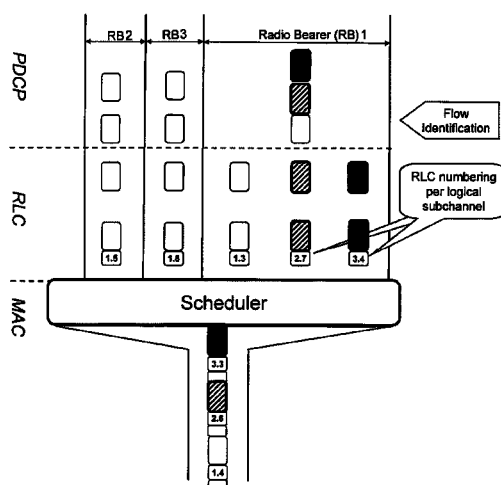 RB2
RB3
Radio Bearer (RB) 1
PDCP
Flow
Identification
RLC
RLC numbering
per logical
subchannel
1.5
1.6
1.3
2.7
3.4
MAC
Scheduler
3.3
2.6
1.4